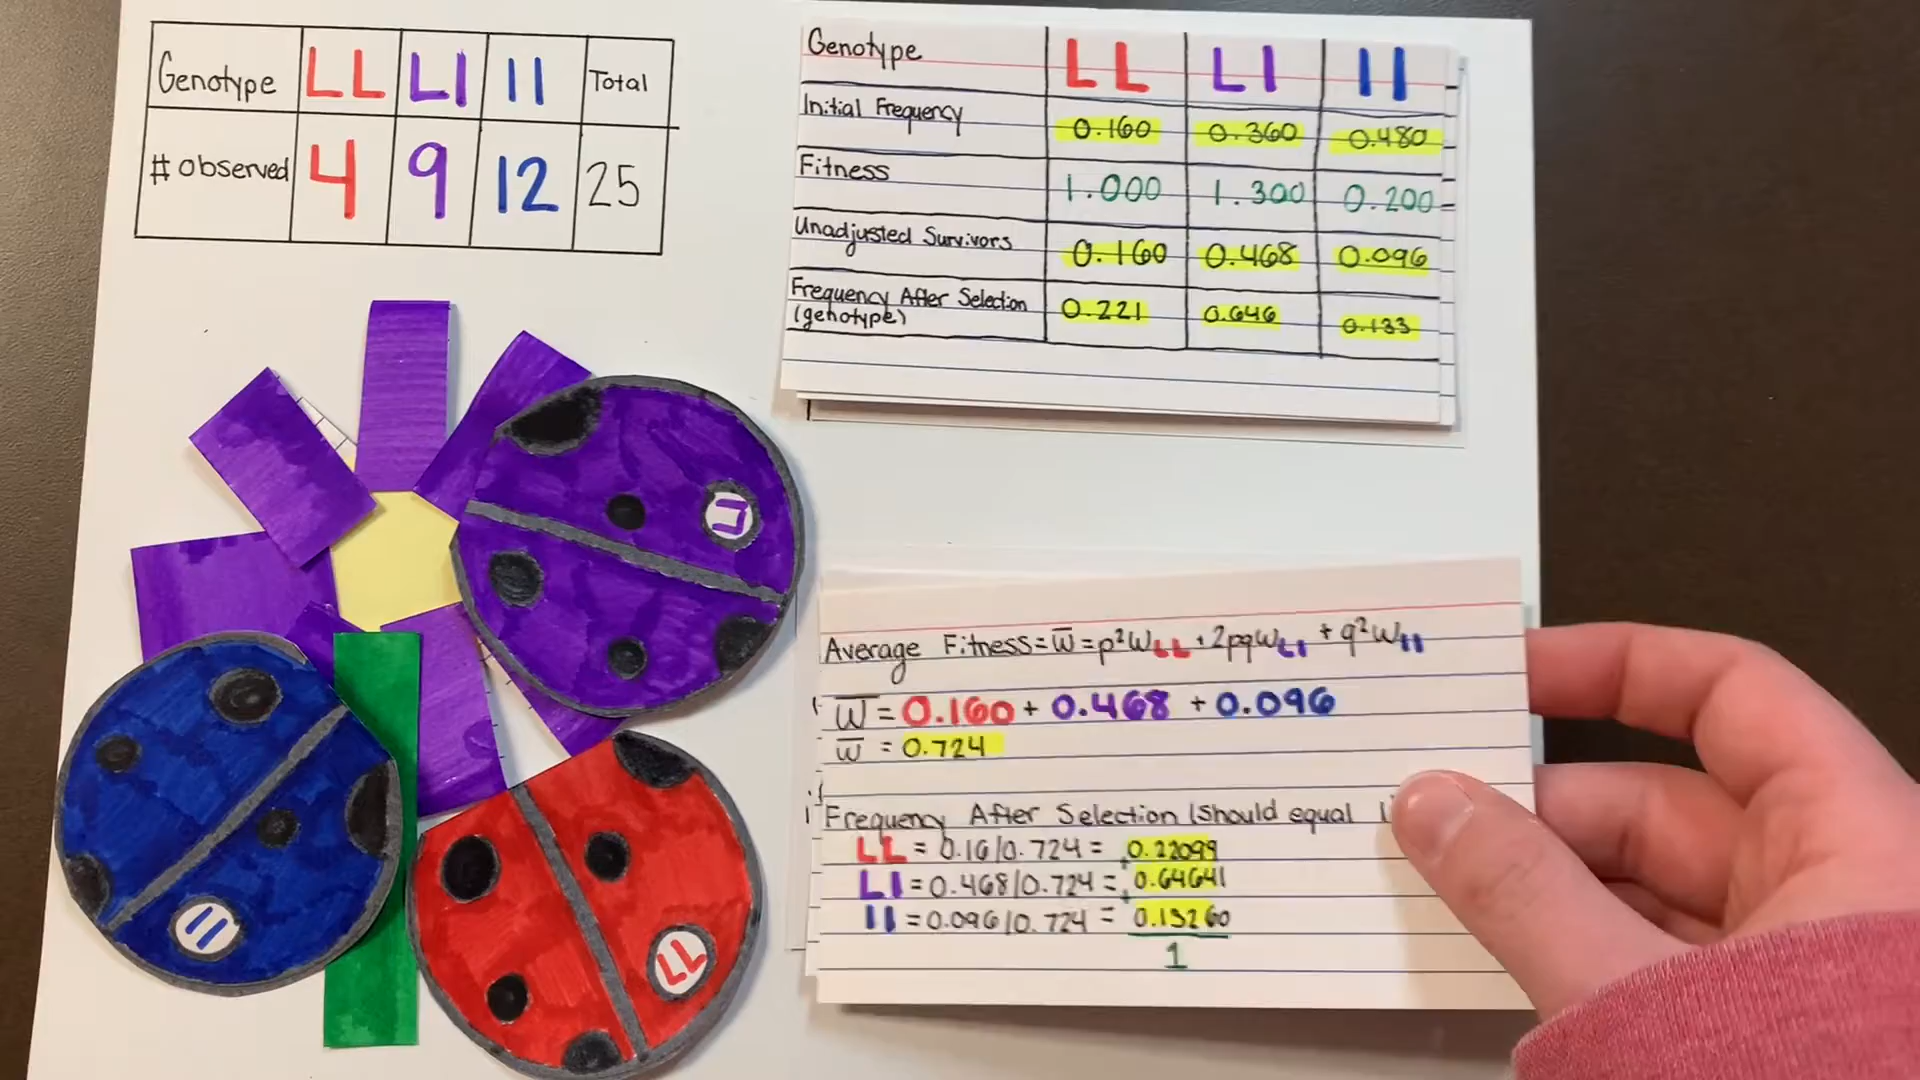 Genotype LL Ll ll Total
# observed 4 9 12 25
Genotype LL Ll ll
Initial Frequency 0.160 0.360 0.480
Fitness 1.000 1.300 0.200
Unadjusted Survivors 0.160 0.468 0.096
Frequency After Selection (genotype) 0.221 0.646 0.133
Ll
ll
LL
Average Fitness = w̅ = p²wLL + 2pqwLl + q²wll
w̅ = 0.160 + 0.468 + 0.096
w̅ = 0.724
Frequency After Selection (Should equal 1
LL = 0.16/0.724 = 0.22099
Ll = 0.468/0.724 = 0.64641
ll = 0.096/0.724 = 0.13260
1